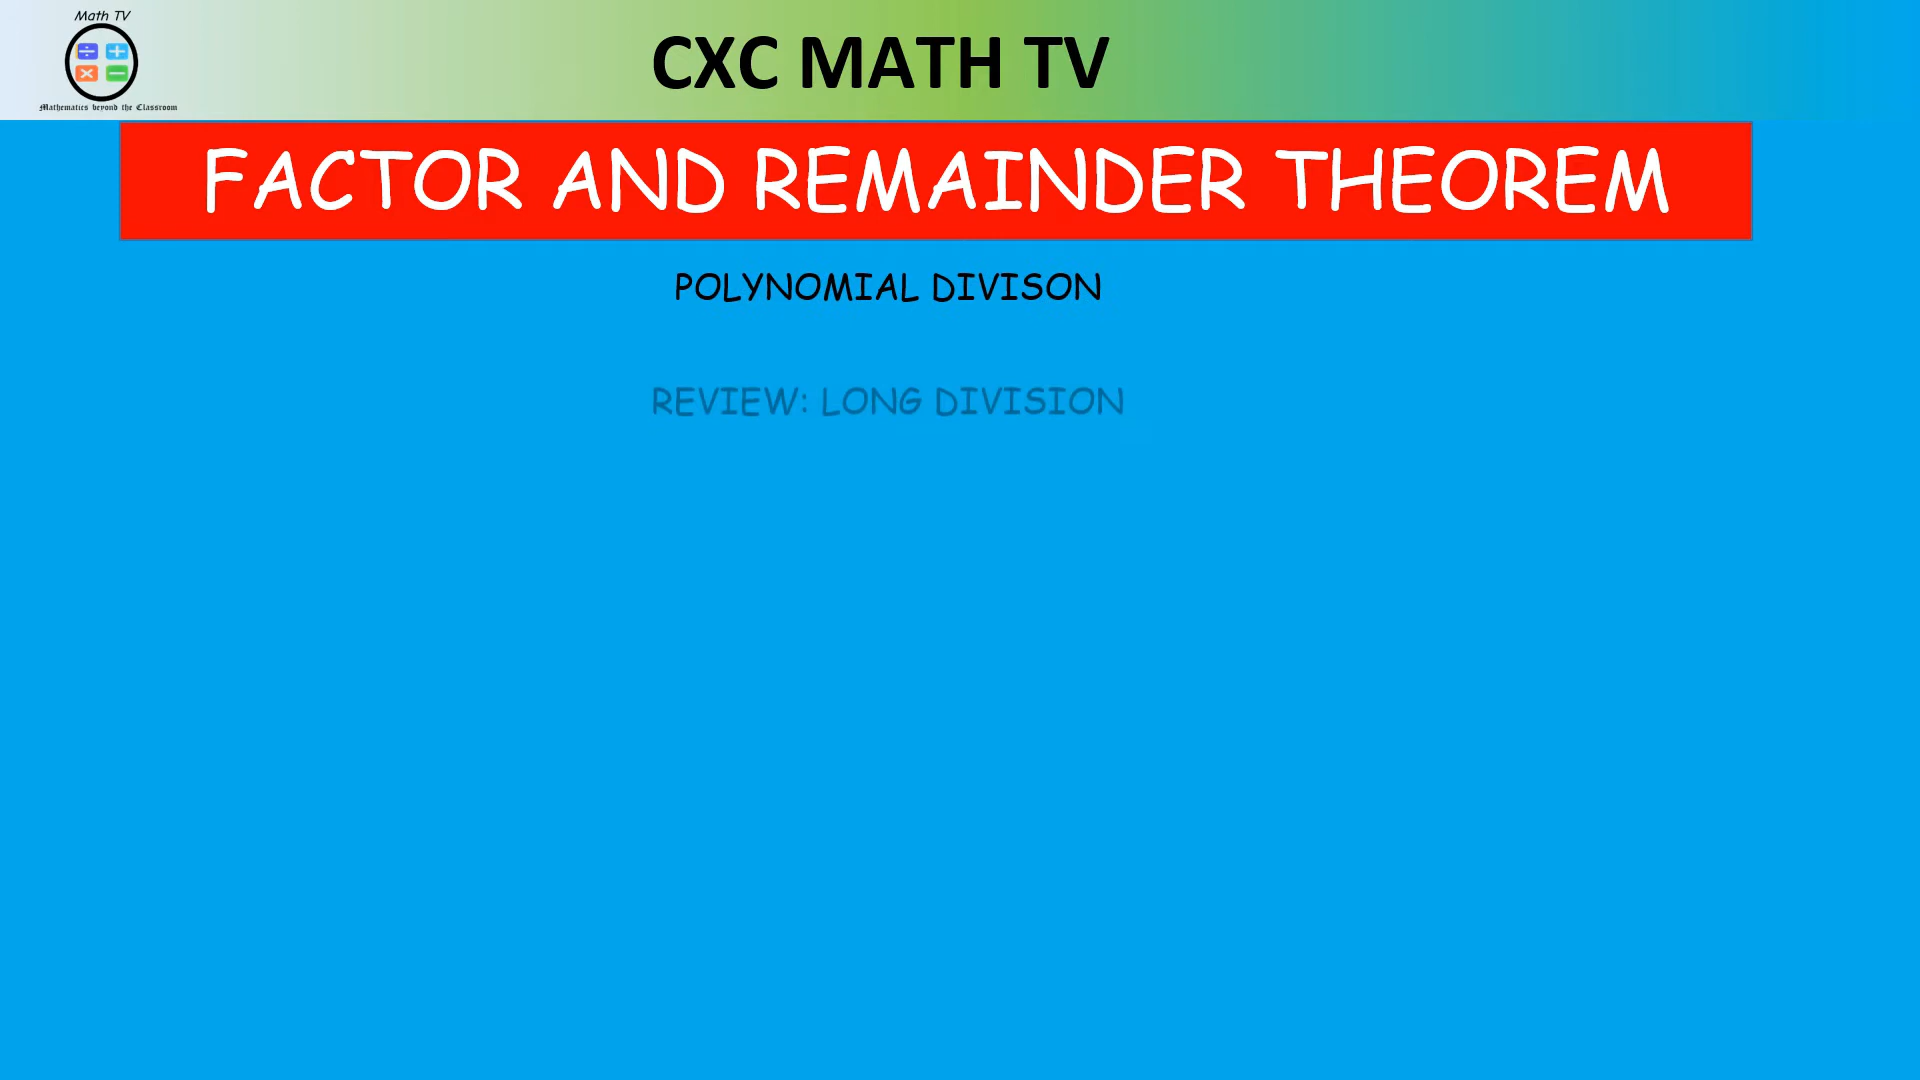 Math TV
Mathematics beyond the Classroom
CXC MATH TV
FACTOR AND REMAINDER THEOREM
POLYNOMIAL DIVISON
REVIEW: LONG DIVISION